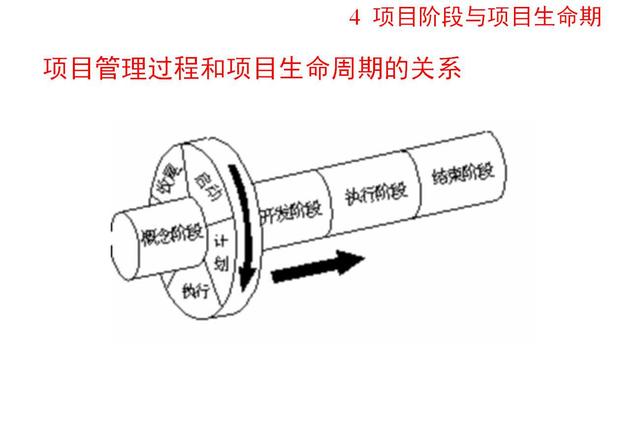 4 项目阶段与项目生命期
项目管理过程和项目生命周期的关系
收尾
启动
计划
执行
概念阶段
开发阶段
执行阶段
结束阶段